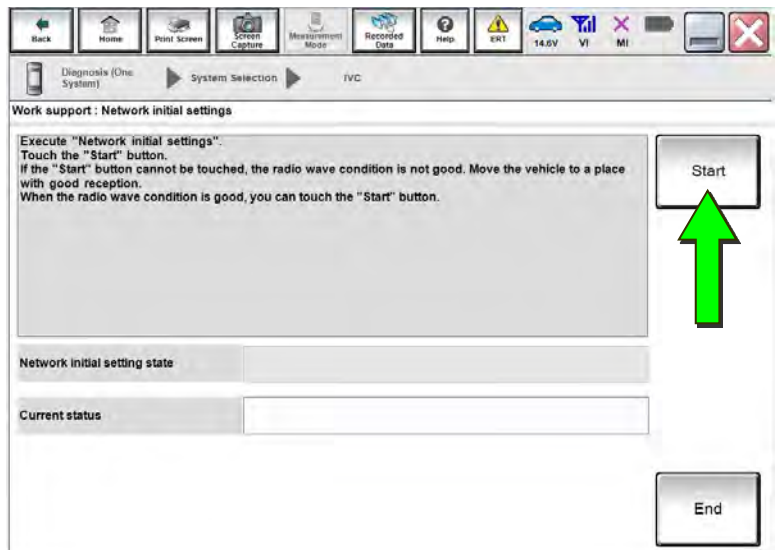 Back
Home
Print Screen
Screen Capture
Measurement Mode
Recorded Data
Help
ERT
14.6V
VI
MI
Diagnosis (One System)
System Selection
IVC
Work support : Network initial settings
Execute "Network initial settings".
Touch the "Start" button.
If the "Start" button cannot be touched, the radio wave condition is not good. Move the vehicle to a place
with good reception.
When the radio wave condition is good, you can touch the "Start" button.
Start
Network initial setting state
Current status
End